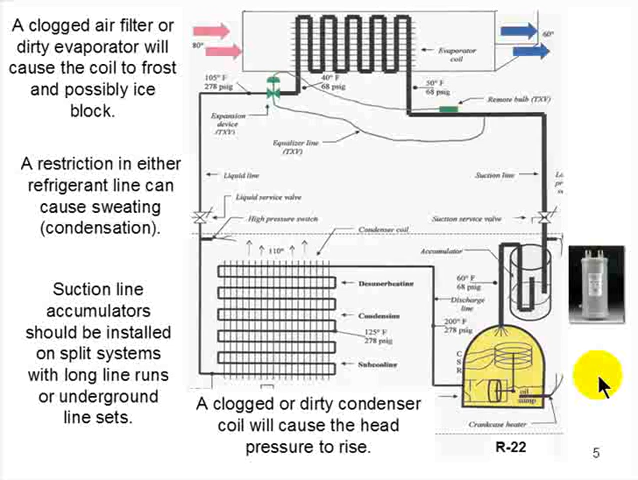 A clogged air filter or
dirty evaporator will
cause the coil to frost
and possibly ice
block.
A restriction in either
refrigerant line can
cause sweating
(condensation).
Suction line
accumulators
should be installed
on split systems
with long line runs
or underground
line sets.
80°
60°
Evaporator
coil
105° F
278 psig
40° F
68 psig
50° F
68 psig
Remote bulb (TXV)
Expansion
device
(TXV)
Equalizer line
(TXV)
Liquid line
Suction line
Liquid service valve
High pressure switch
Suction service valve
Condenser coil
110°
Accumulator
Desuperheating
60° F
68 psig
Discharge
line
Condensing
125° F
278 psig
200° F
278 psig
Subcooling
C
S
R
oil
sump
Crankcase heater
A clogged or dirty condenser
coil will cause the head
pressure to rise.
R-22
5